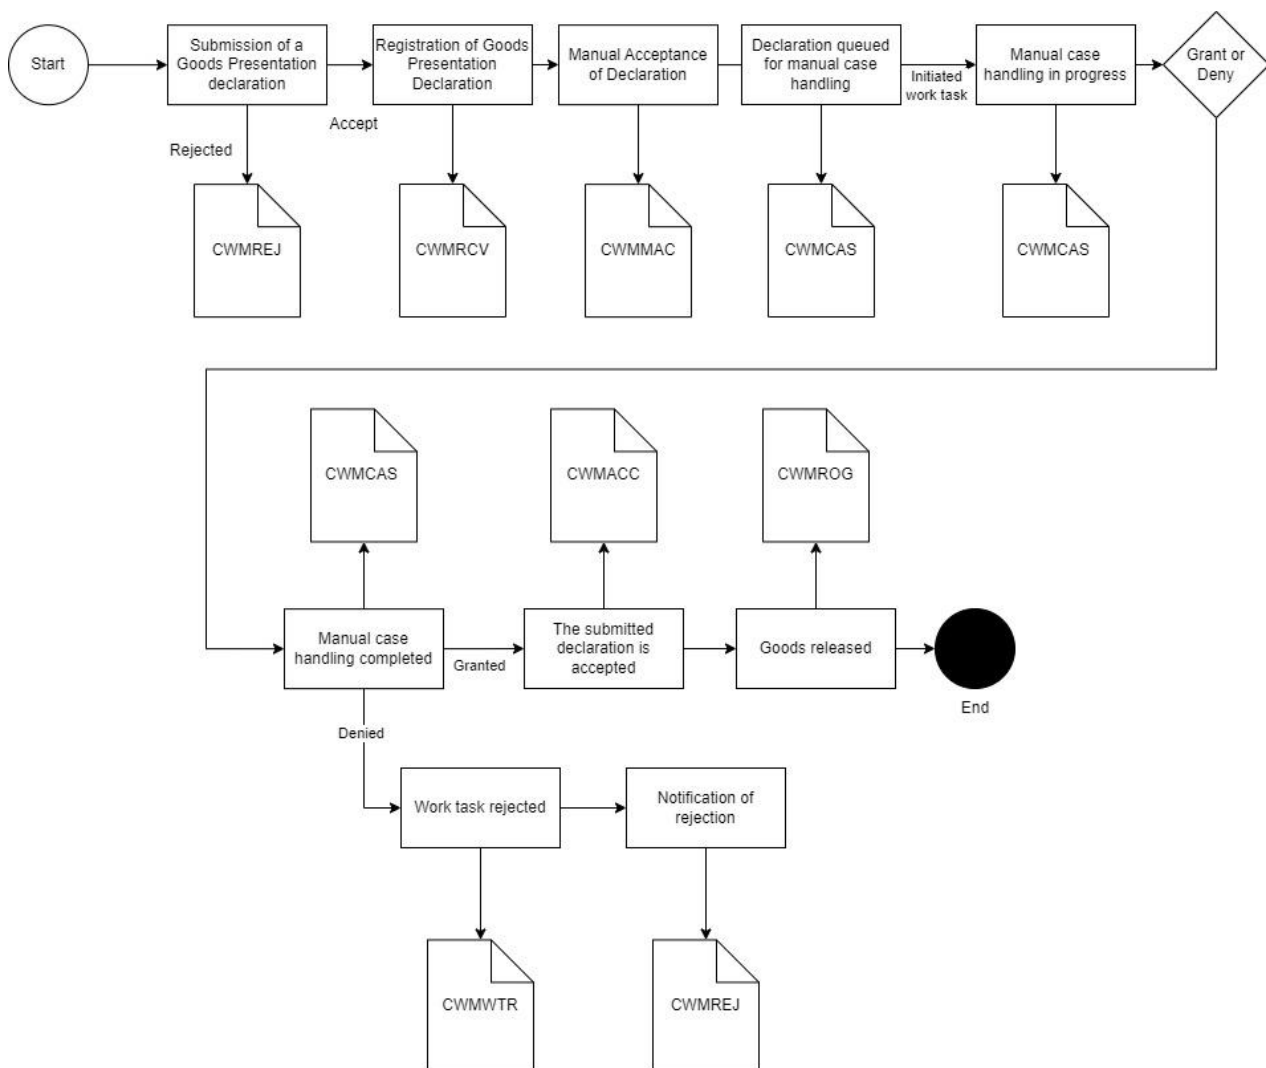 Start
Submission of a
Goods Presentation
declaration
Registration of Goods
Presentation
Declaration
Manual Acceptance
of Declaration
Declaration queued
for manual case
handling
Initiated
work task
Manual case
handling in progress
Grant or
Deny
Rejected
Accept
CWMREJ
CWMRCV
CWMMAC
CWMCAS
CWMCAS
CWMCAS
CWMACC
CWMROG
Manual case
handling completed
Granted
The submitted
declaration is
accepted
Goods released
End
Denied
Work task rejected
Notification of
rejection
CWMWTR
CWMREJ